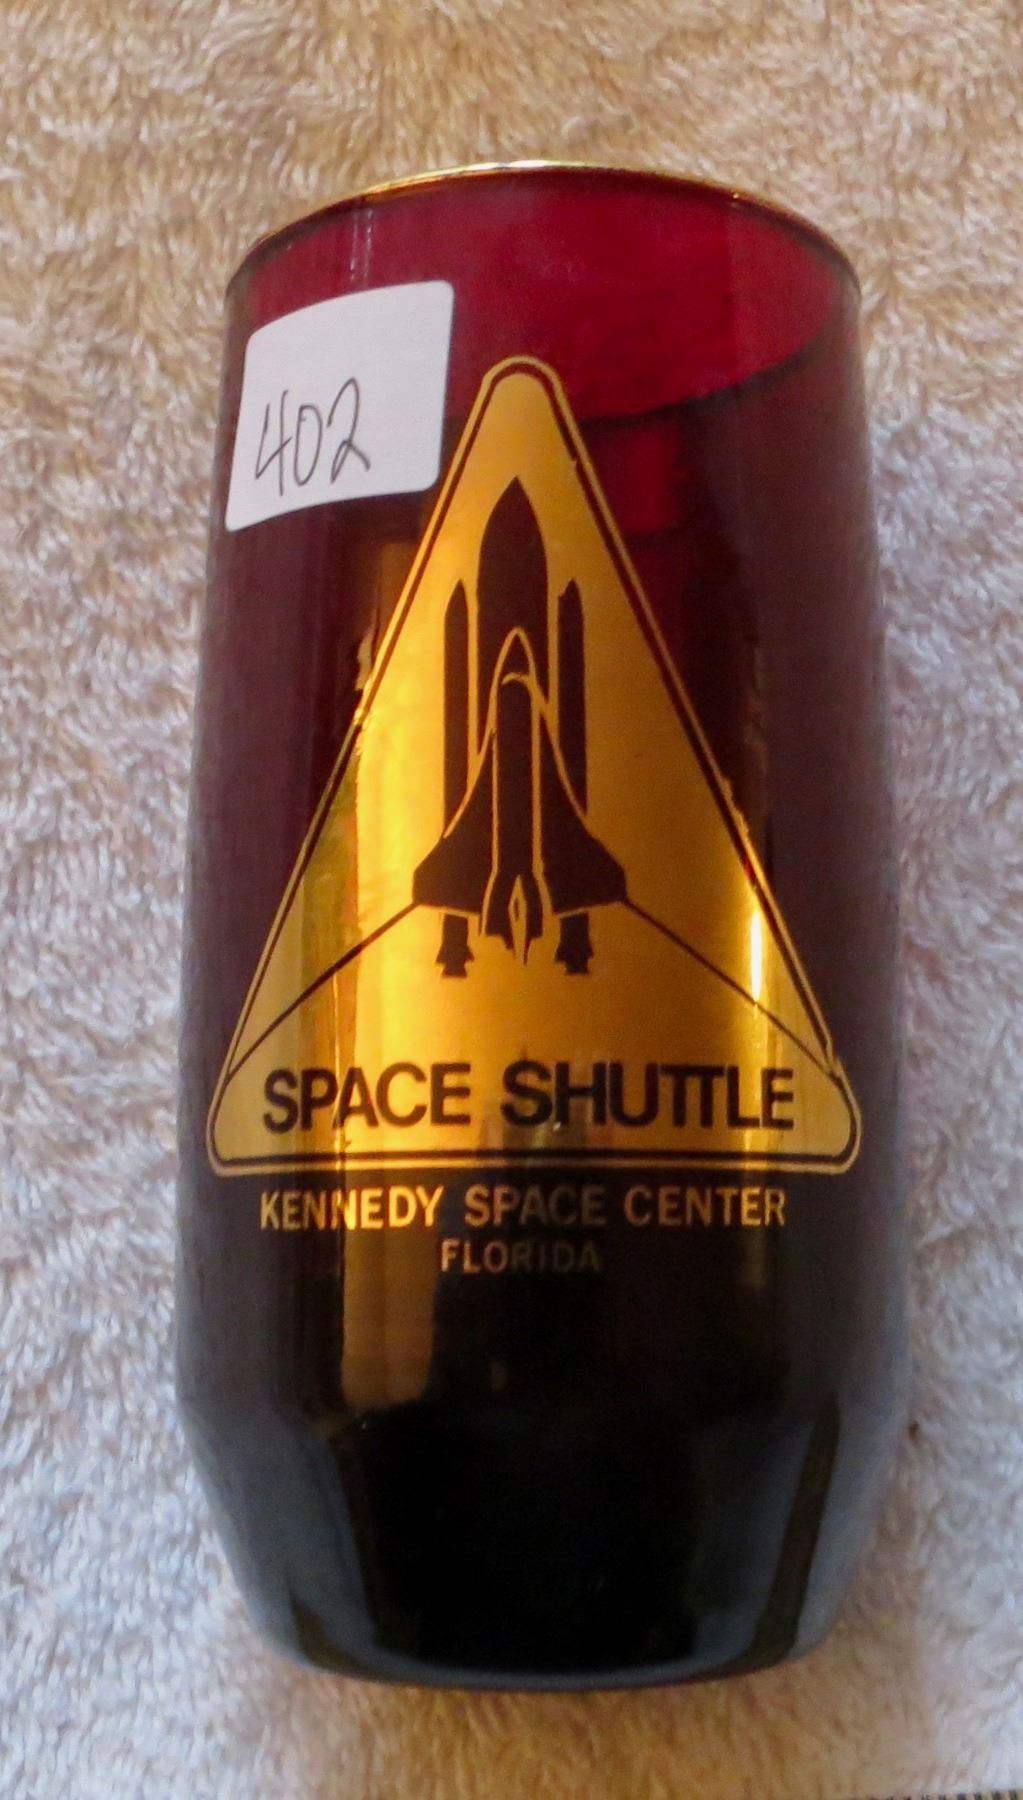 402
SPACE SHUTTLE
KENNEDY SPACE CENTER
FLORIDA